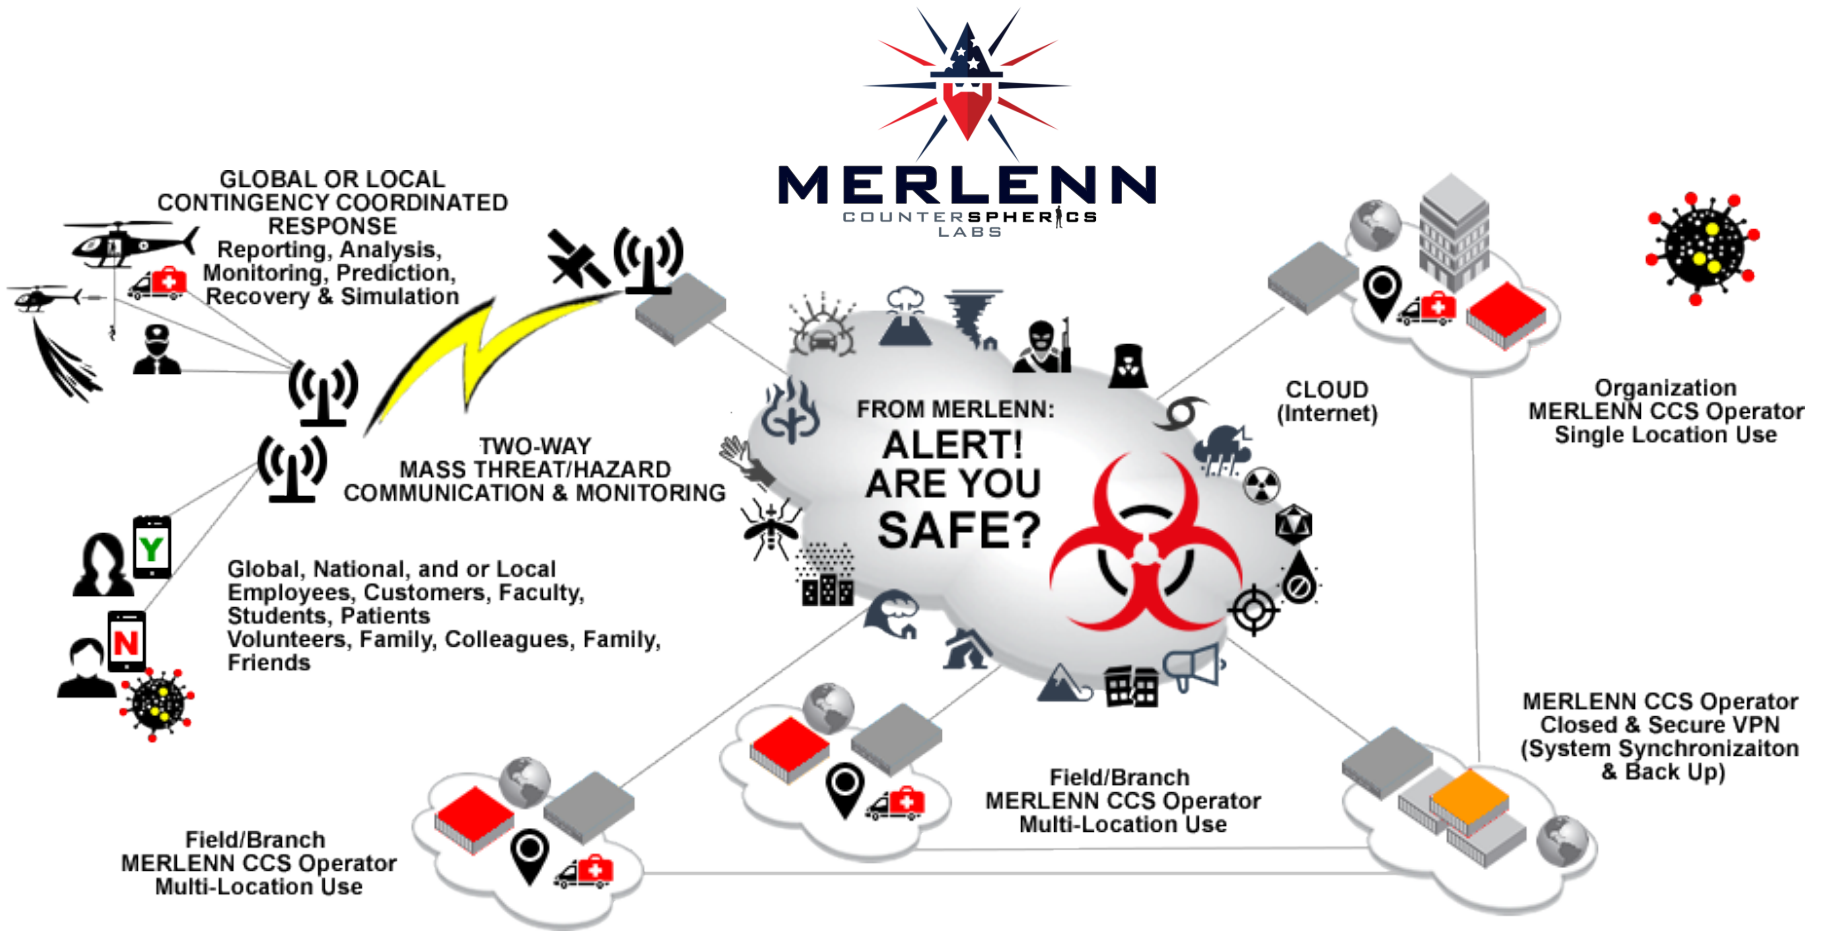 MERLENN
COUNTERSPHERICS
LABS
GLOBAL OR LOCAL
CONTINGENCY COORDINATED
RESPONSE
Reporting, Analysis,
Monitoring, Prediction,
Recovery & Simulation
TWO-WAY
MASS THREAT/HAZARD
COMMUNICATION & MONITORING
FROM MERLENN:
ALERT!
ARE YOU
SAFE?
CLOUD
(Internet)
Organization
MERLENN CCS Operator
Single Location Use
Y
N
Global, National, and or Local
Employees, Customers, Faculty,
Students, Patients
Volunteers, Family, Colleagues, Family,
Friends
MERLENN CCS Operator
Closed & Secure VPN
(System Synchronizaiton
& Back Up)
Field/Branch
MERLENN CCS Operator
Multi-Location Use
Field/Branch
MERLENN CCS Operator
Multi-Location Use